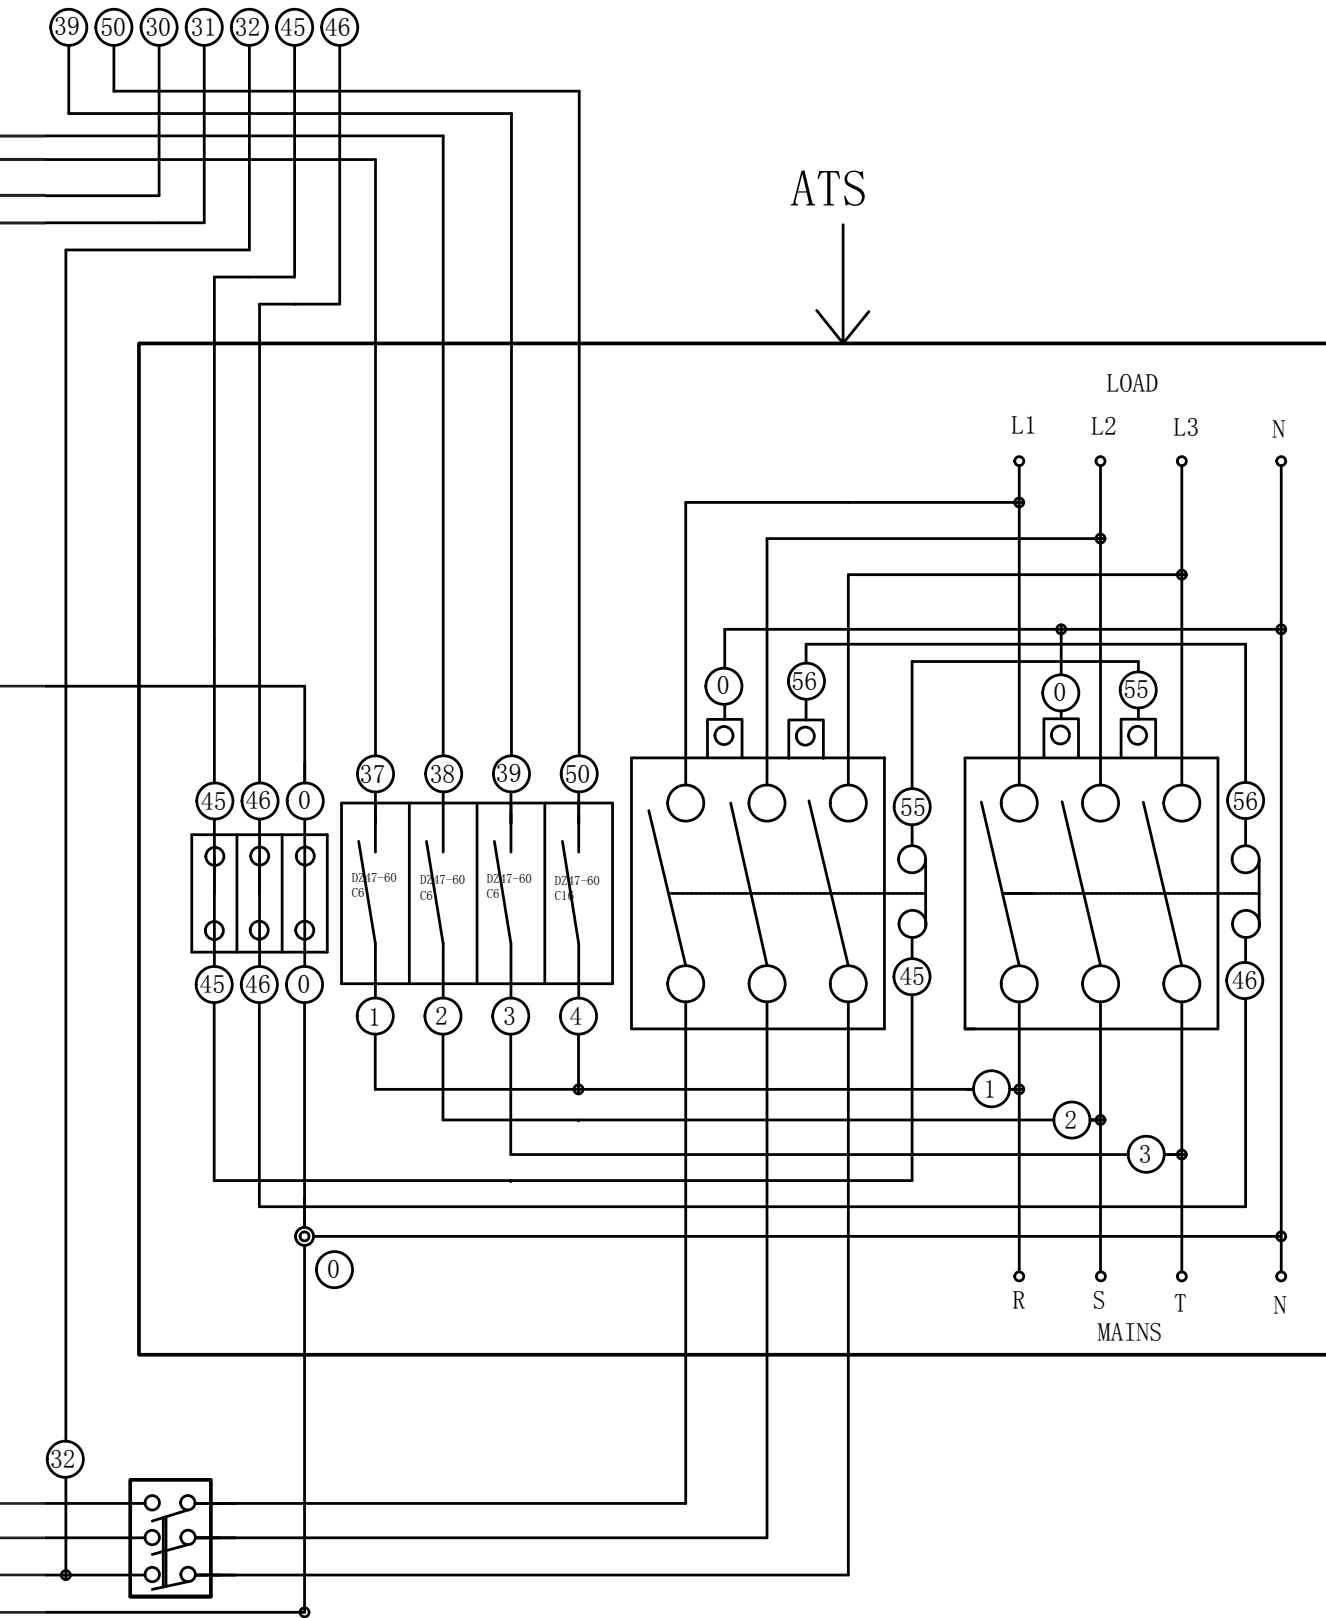 39 50 30 31 32 45 46
ATS
LOAD
L1 L2 L3 N
0 56 0 55
37 38 39 50
45 46 0 55 56
DZ47-60 DZ47-60 DZ47-60 DZ47-60
C6 C6 C6 C16
45 46 0 45 46
1 2 3 4
1
2
3
0
R S T N
MAINS
32